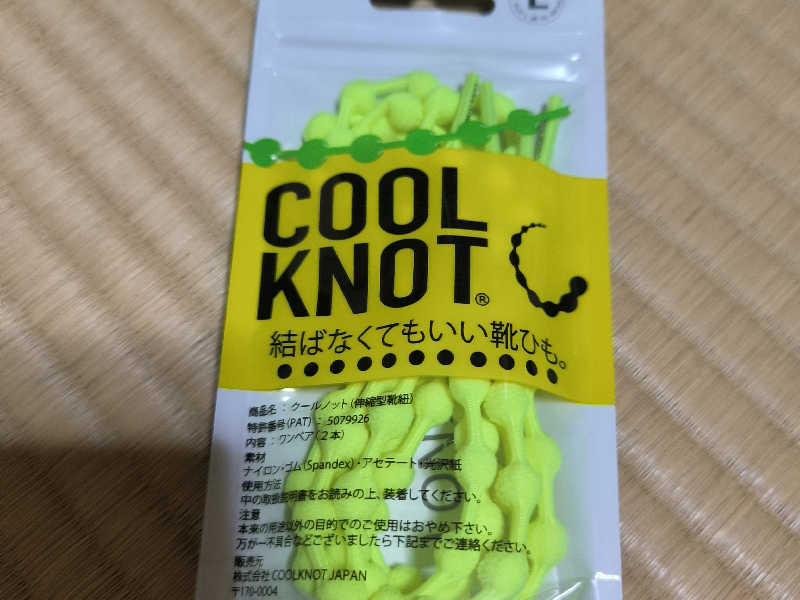 L
COOL
KNOT®
結ばなくてもいい靴ひも。
商品名 : クールノット(伸縮型靴紐)
特許番号(PAT) : 5079926
内容 : ワンペア(2本)
素材
ナイロン・ゴム(Spandex)・アセテート・光沢紙
使用方法
中の取扱説明書をお読みの上、装着してください。
注意
本来の用途以外の目的でのご使用はおやめ下さい。
万が一不具合などございましたら下記までご連絡ください。
販売元
株式会社 COOLKNOT JAPAN
〒170-0004